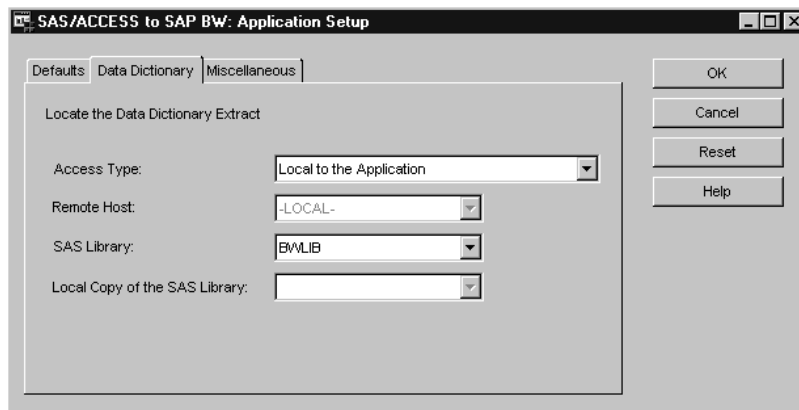 SAS/ACCESS to SAP BW: Application Setup
Defaults Data Dictionary Miscellaneous
Locate the Data Dictionary Extract
Access Type: Local to the Application
Remote Host: -LOCAL-
SAS Library: BWLIB
Local Copy of the SAS Library:
OK
Cancel
Reset
Help